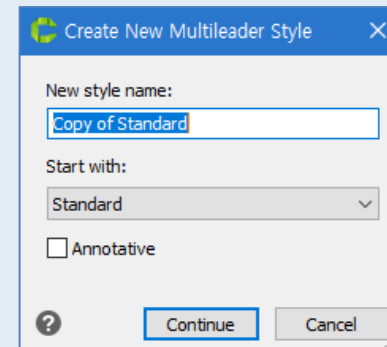 Create New Multileader Style
New style name:
Copy of Standard
Start with:
Standard
Annotative
Continue
Cancel